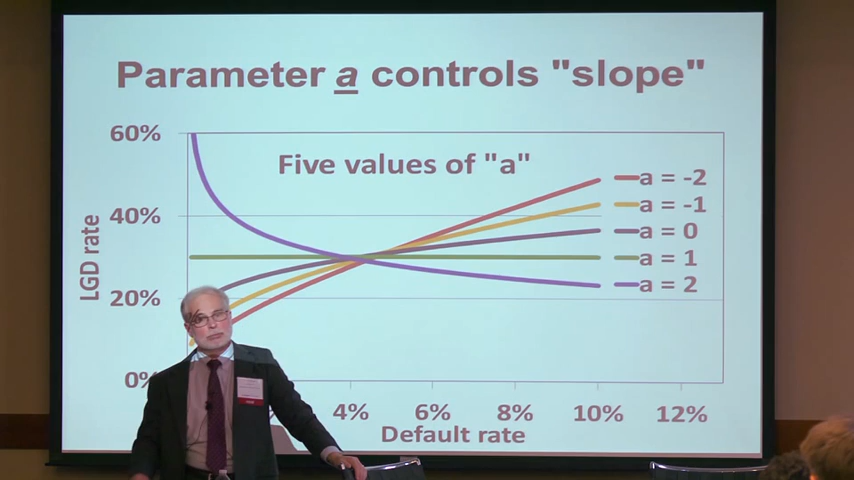 Parameter a controls "slope"
60%
Five values of "a"
40%
20%
0%
LGD rate
a = -2
a = -1
a = 0
a = 1
a = 2
4%
6%
8%
10%
12%
Default rate